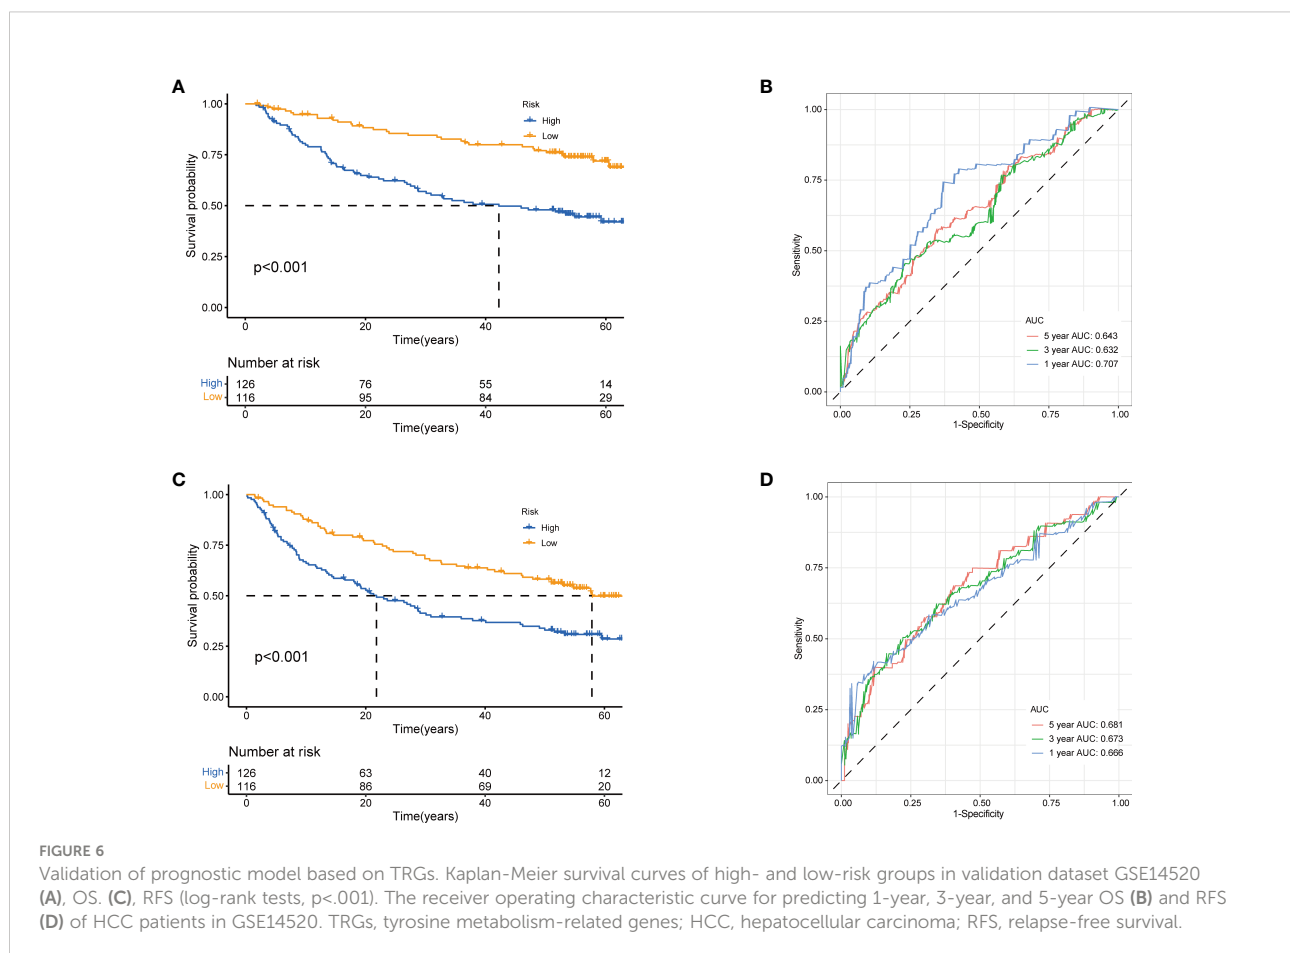 A
1.00
0.75
0.50
0.25
0.00
Survival probability
Risk
High
Low
p<0.001
0 20 40 60
Time(years)
Number at risk
High 126 76 55 14
Low 116 95 84 29
0 20 40 60
Time(years)
B
1.00
0.75
0.50
0.25
0.00
Sensitivity
AUC
5 year AUC: 0.643
3 year AUC: 0.632
1 year AUC: 0.707
0.00 0.25 0.50 0.75 1.00
1-Specificity
C
1.00
0.75
0.50
0.25
0.00
Survival probability
Risk
High
Low
p<0.001
0 20 40 60
Time(years)
Number at risk
High 126 63 40 12
Low 116 86 69 20
0 20 40 60
Time(years)
D
1.00
0.75
0.50
0.25
0.00
Sensitivity
AUC
5 year AUC: 0.681
3 year AUC: 0.673
1 year AUC: 0.666
0.00 0.25 0.50 0.75 1.00
1-Specificity
FIGURE 6
Validation of prognostic model based on TRGs. Kaplan-Meier survival curves of high- and low-risk groups in validation dataset GSE14520
(A), OS. (C), RFS (log-rank tests, p<.001). The receiver operating characteristic curve for predicting 1-year, 3-year, and 5-year OS (B) and RFS
(D) of HCC patients in GSE14520. TRGs, tyrosine metabolism-related genes; HCC, hepatocellular carcinoma; RFS, relapse-free survival.